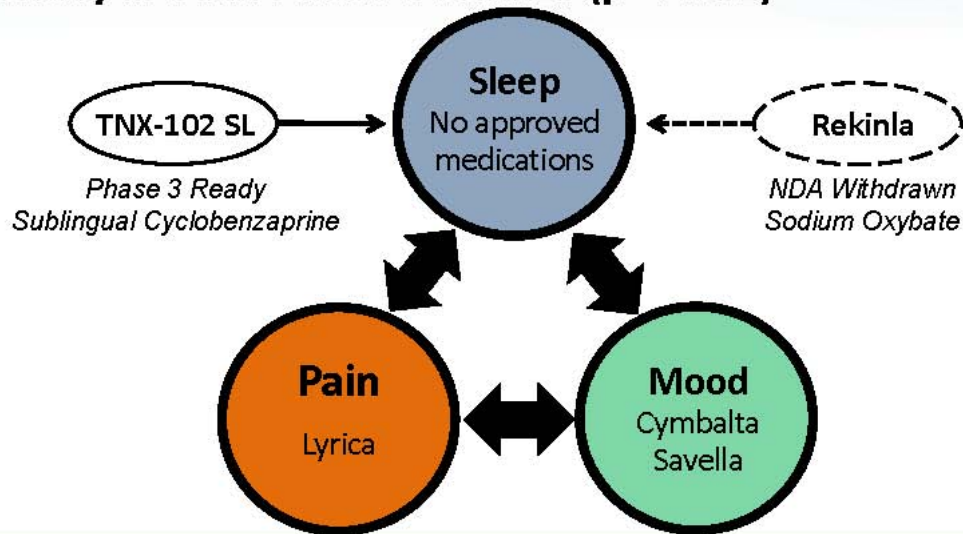 Sleep
No approved
medications
TNX-102 SL
Phase 3 Ready
Sublingual Cyclobenzaprine
Rekinla
NDA Withdrawn
Sodium Oxybate
Pain
Lyrica
Mood
Cymbalta
Savella